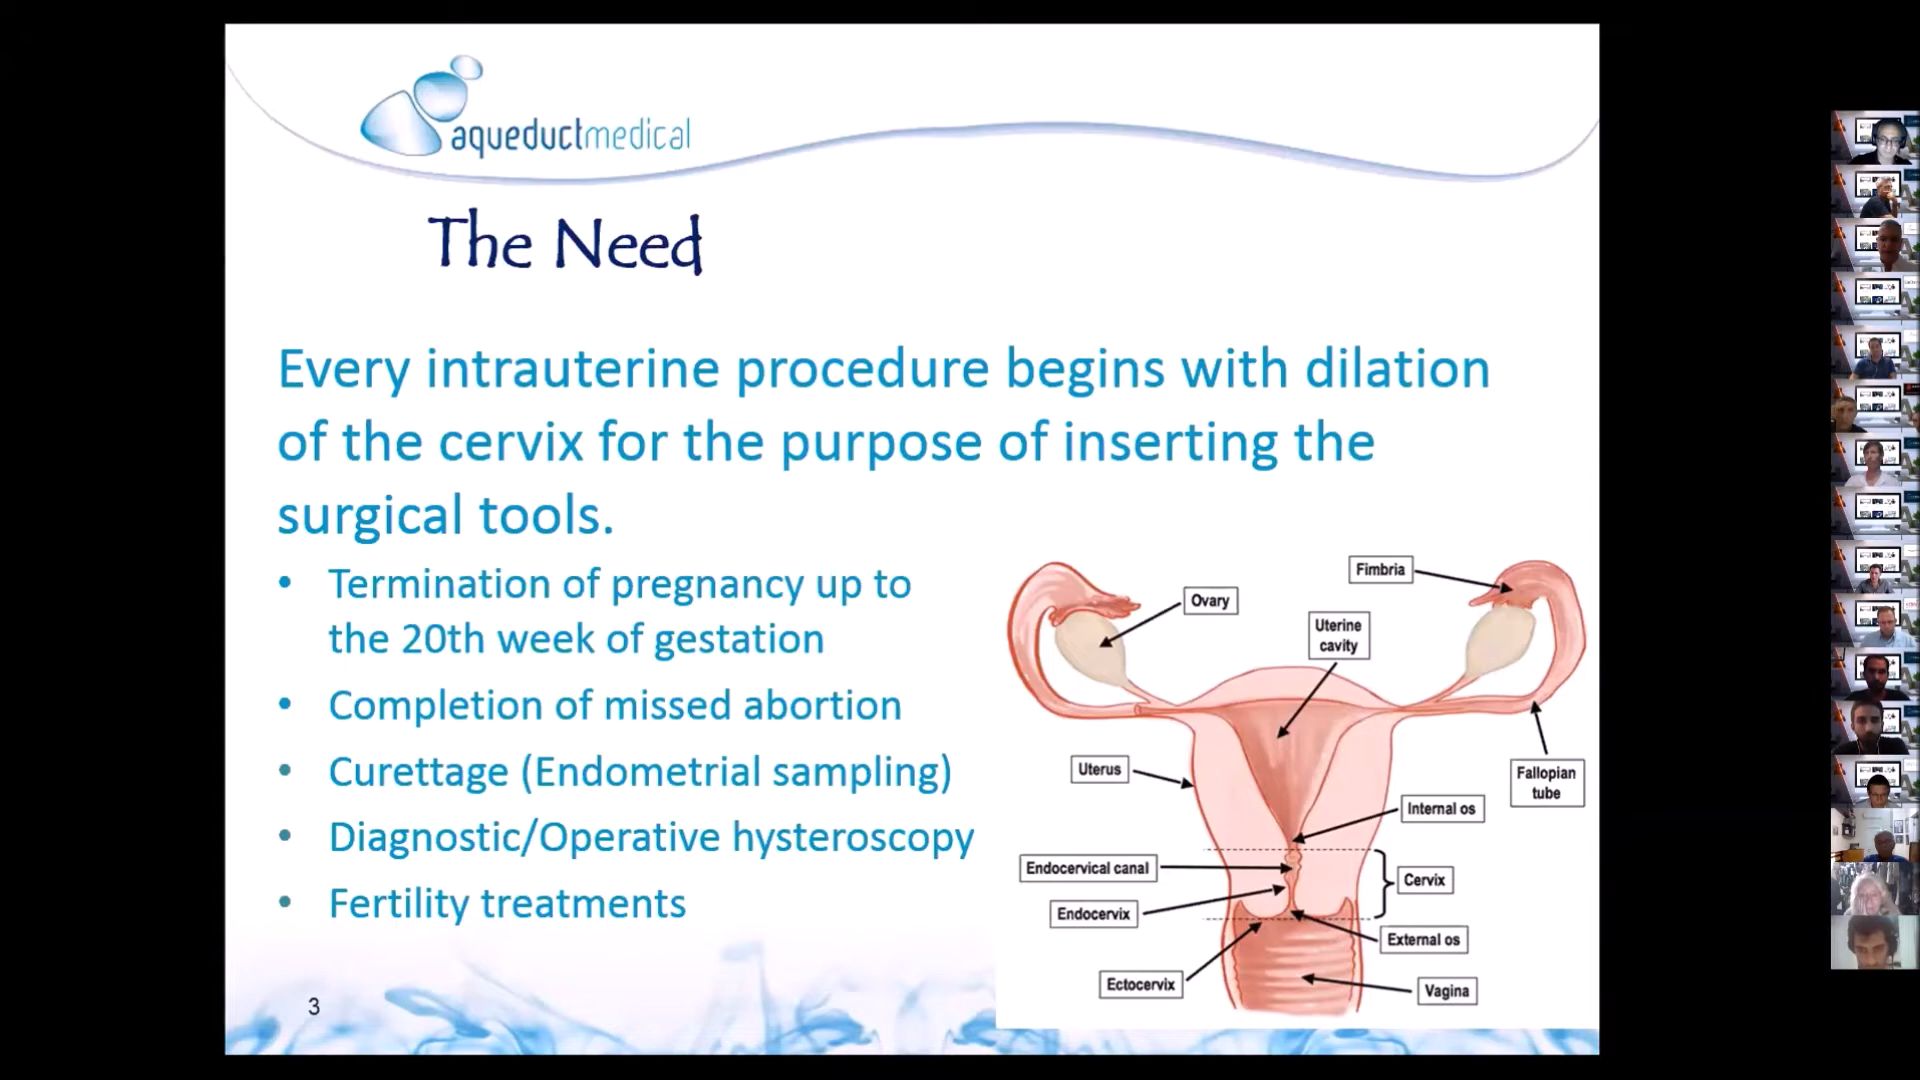 aqueductmedical
The Need
Every intrauterine procedure begins with dilation
of the cervix for the purpose of inserting the
surgical tools.
• Termination of pregnancy up to
the 20th week of gestation
• Completion of missed abortion
• Curettage (Endometrial sampling)
• Diagnostic/Operative hysteroscopy
• Fertility treatments
Fimbria
Ovary
Uterine
cavity
Uterus
Fallopian
tube
Internal os
Endocervical canal
Cervix
Endocervix
External os
Ectocervix
Vagina
3